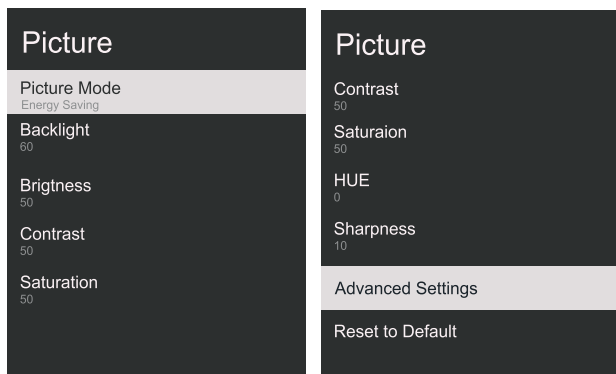 Picture
Picture Mode
Energy Saving
Backlight
60
Brigtness
50
Contrast
50
Saturation
50
Picture
Contrast
50
Saturaion
50
HUE
0
Sharpness
10
Advanced Settings
Reset to Default